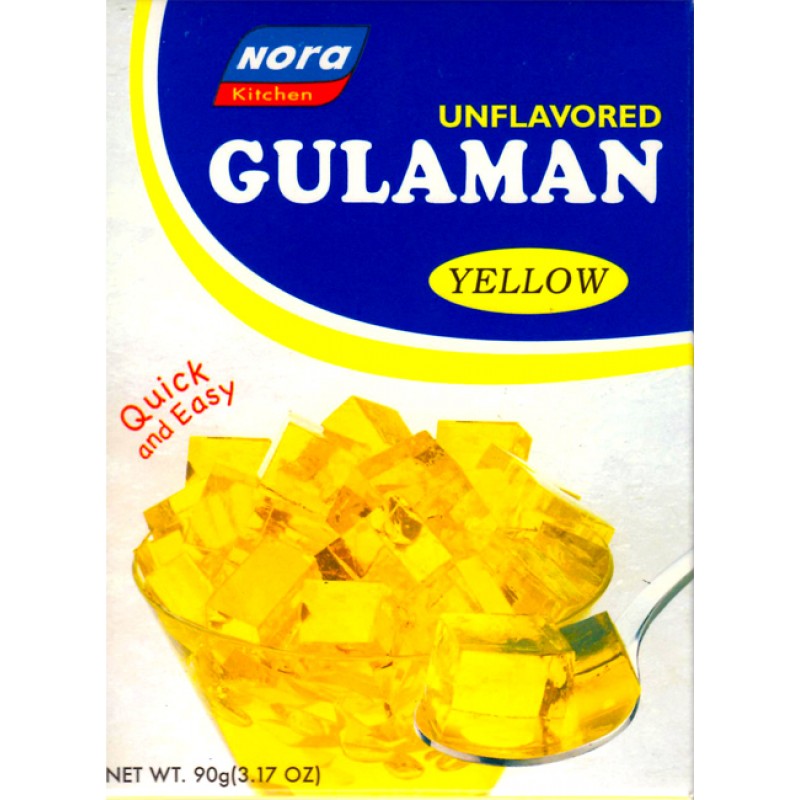 Nora
Kitchen
UNFLAVORED
GULAMAN
YELLOW
Quick
and Easy
NET WT. 90g(3.17 OZ)